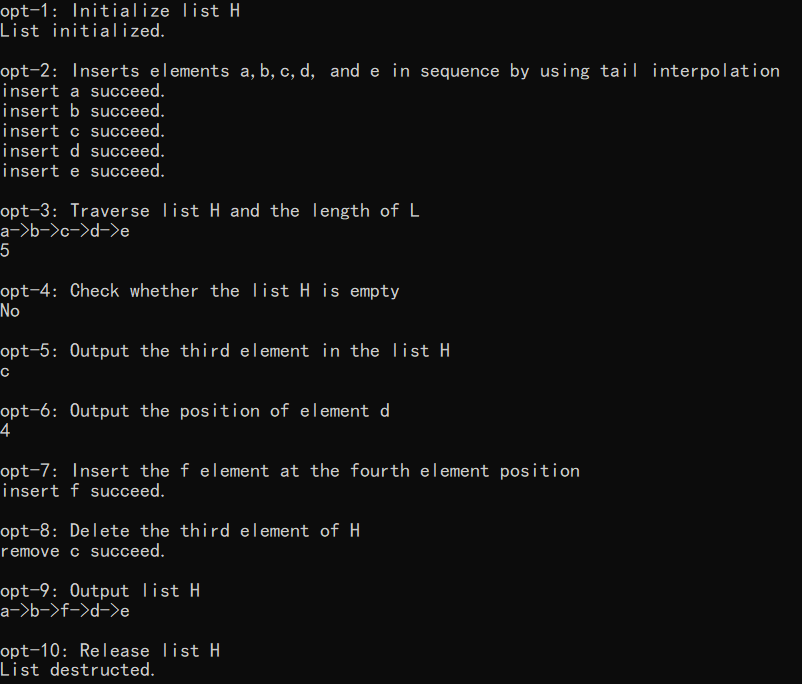 opt-1: Initialize list H
List initialized.
opt-2: Inserts elements a,b,c,d, and e in sequence by using tail interpolation
insert a succeed.
insert b succeed.
insert c succeed.
insert d succeed.
insert e succeed.
opt-3: Traverse list H and the length of L
a->b->c->d->e
5
opt-4: Check whether the list H is empty
No
opt-5: Output the third element in the list H
c
opt-6: Output the position of element d
4
opt-7: Insert the f element at the fourth element position
insert f succeed.
opt-8: Delete the third element of H
remove c succeed.
opt-9: Output list H
a->b->f->d->e
opt-10: Release list H
List destructed.